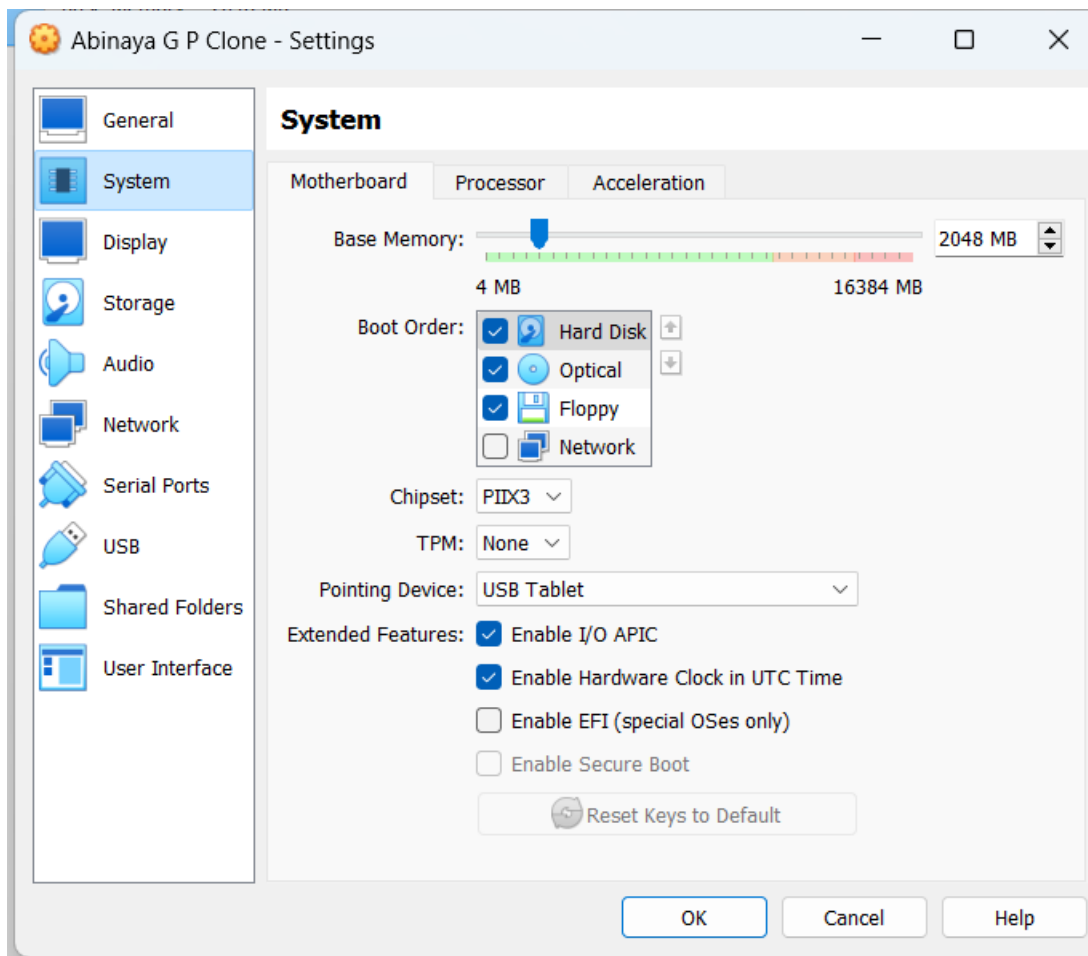 Abinaya G P Clone - Settings
General
System
Display
Storage
Audio
Network
Serial Ports
USB
Shared Folders
User Interface
System
Motherboard Processor Acceleration
Base Memory: 2048 MB
4 MB 16384 MB
Boot Order:
Hard Disk
Optical
Floppy
Network
Chipset: PIIX3
TPM: None
Pointing Device: USB Tablet
Extended Features: Enable I/O APIC
Enable Hardware Clock in UTC Time
Enable EFI (special OSes only)
Enable Secure Boot
Reset Keys to Default
OK Cancel Help